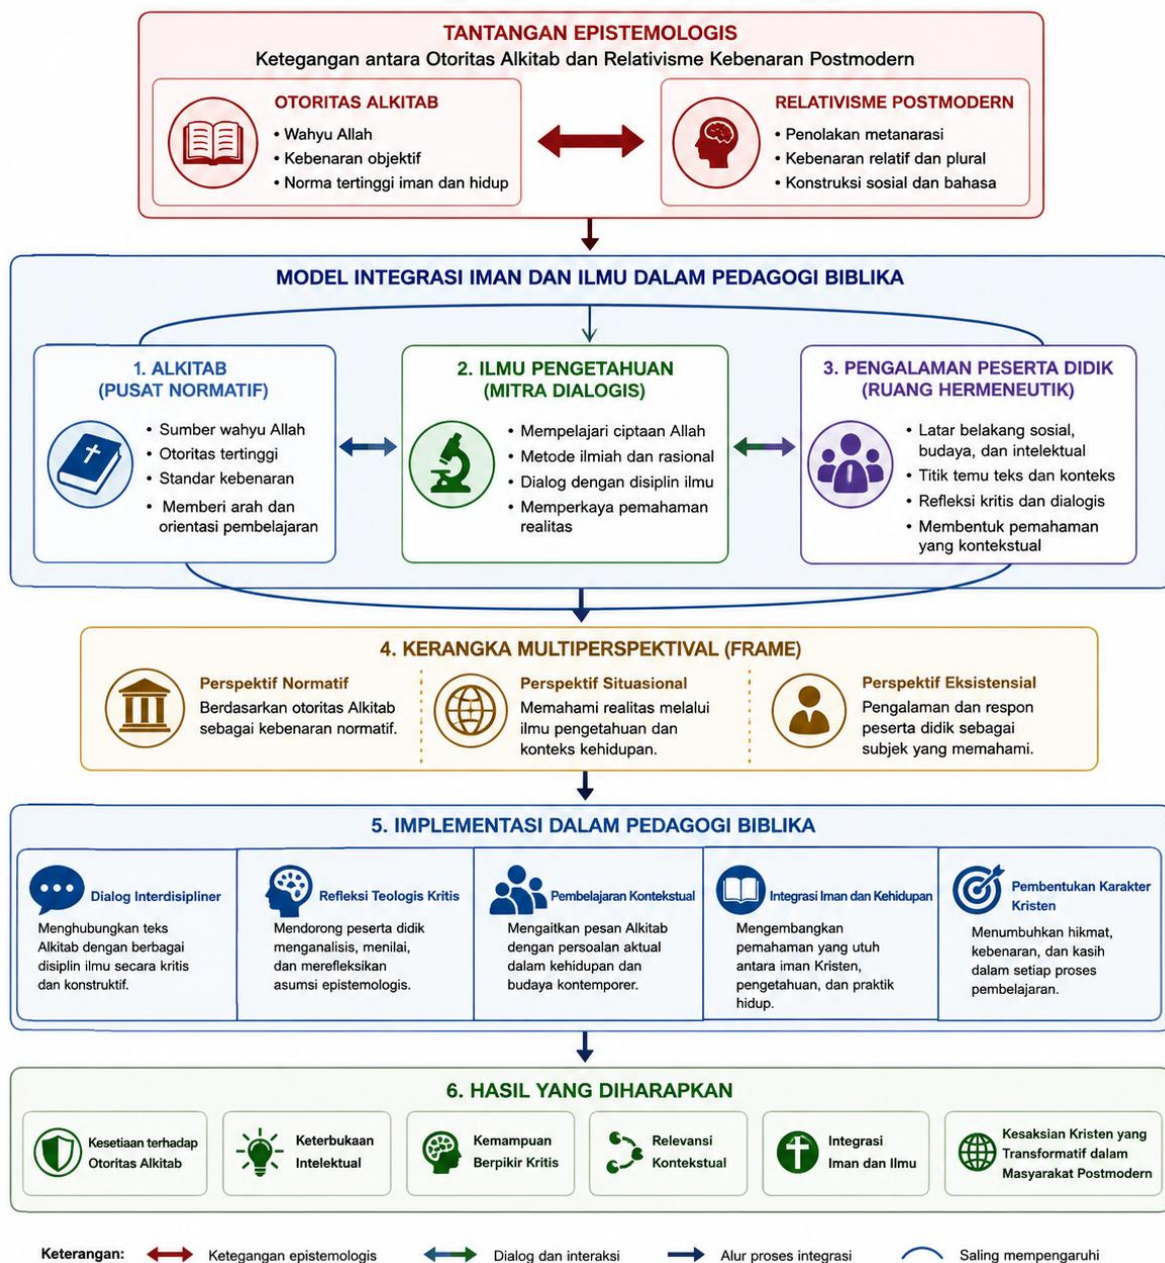 TANTANGAN EPISTEMOLOGIS
Ketegangan antara Otoritas Alkitab dan Relativisme Kebenaran Postmodern
OTORITAS ALKITAB
• Wahyu Allah
• Kebenaran objektif
• Norma tertinggi iman dan hidup
RELATIVISME POSTMODERN
• Penolakan metanarasi
• Kebenaran relatif dan plural
• Konstruksi sosial dan bahasa
MODEL INTEGRASI IMAN DAN ILMU DALAM PEDAGOGI BIBLIKA
1. ALKITAB
(PUSAT NORMATIF)
• Sumber wahyu Allah
• Otoritas tertinggi
• Standar kebenaran
• Memberi arah dan
orientasi pembelajaran
2. ILMU PENGETAHUAN
(MITRA DIALOGIS)
• Mempelajari ciptaan Allah
• Metode ilmiah dan rasional
• Dialog dengan disiplin ilmu
• Memperkaya pemahaman
realitas
3. PENGALAMAN PESERTA DIDIK
(RUANG HERMENEUTIK)
• Latar belakang sosial,
budaya, dan intelektual
• Titik temu teks dan konteks
• Refleksi kritis dan dialogis
• Membentuk pemahaman
yang kontekstual
4. KERANGKA MULTIPERSPEKTIVAL (FRAME)
Perspektif Normatif
Berdasarkan otoritas Alkitab
sebagai kebenaran normatif.
Perspektif Situasional
Memahami realitas melalui
ilmu pengetahuan dan
konteks kehidupan.
Perspektif Eksistensial
Pengalaman dan respon
peserta didik sebagai
subjek yang memahami.
5. IMPLEMENTASI DALAM PEDAGOGI BIBLIKA
Dialog Interdisipliner
Menghubungkan teks
Alkitab dengan berbagai
disiplin ilmu secara kritis
dan konstruktif.
Refleksi Teologis Kritis
Mendorong peserta didik
menganalisis, menilai,
dan merefleksikan
asumsi epistemologis.
Pembelajaran Kontekstual
Mengaitkan pesan Alkitab
dengan persoalan aktual
dalam kehidupan dan
budaya kontemporer.
Integrasi Iman dan Kehidupan
Mengembangkan
pemahaman yang utuh
antara iman Kristen,
pengetahuan, dan praktik
hidup.
Pembentukan Karakter
Kristen
Menumbuhkan hikmat,
kebenaran, dan kasih
dalam setiap proses
pembelajaran.
6. HASIL YANG DIHARAPKAN
Kesetiaan terhadap
Otoritas Alkitab
Keterbukaan
Intelektual
Kemampuan
Berpikir Kritis
Relevansi
Kontekstual
Integrasi
Iman dan Ilmu
Kesaksian Kristen yang
Transformatif dalam
Masyarakat Postmodern
Keterangan:
Ketegangan epistemologis
Dialog dan interaksi
Alur proses integrasi
Saling mempengaruhi